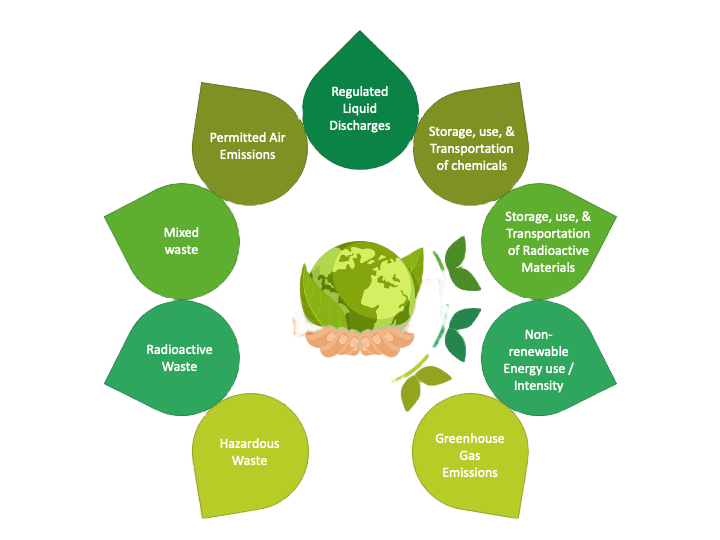 Regulated
Liquid
Discharges
Permitted Air
Emissions
Storage, use, &
Transportation
of chemicals
Mixed
waste
Storage, use, &
Transportation
of Radioactive
Materials
Radioactive
Waste
Non-
renewable
Energy use /
Intensity
Hazardous
Waste
Greenhouse
Gas
Emissions